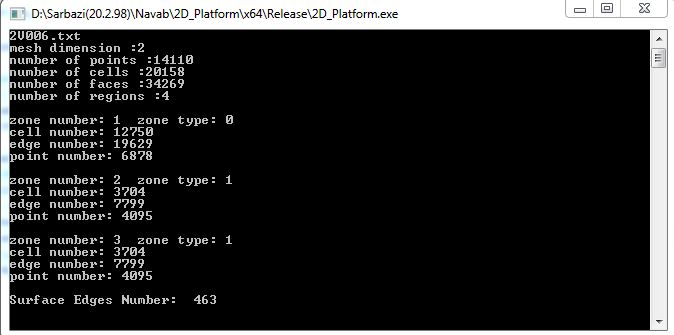 D:\Sarbazi(20.2.98)\Navab\2D_Platform\x64\Release\2D_Platform.exe
2V006.txt
mesh dimension :2
number of points :14110
number of cells :20158
number of faces :34269
number of regions :4
zone number: 1  zone type: 0
cell number: 12750
edge number: 19629
point number: 6878
zone number: 2  zone type: 1
cell number: 3704
edge number: 7799
point number: 4095
zone number: 3  zone type: 1
cell number: 3704
edge number: 7799
point number: 4095
Surface Edges Number:  463